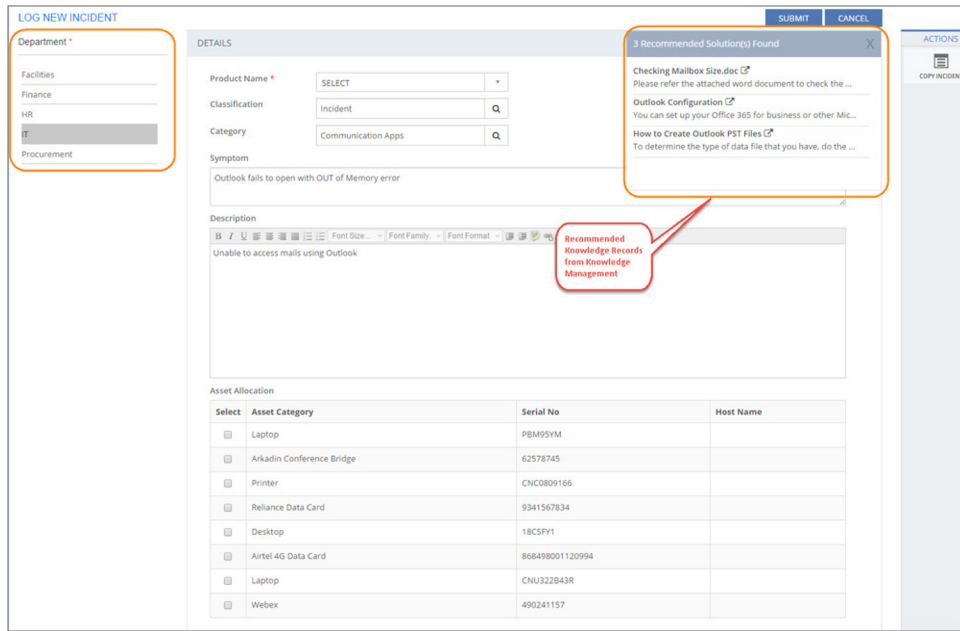 LOG NEW INCIDENT
SUBMIT
CANCEL
Department *
Facilities
Finance
HR
IT
Procurement
DETAILS
Product Name *
SELECT
Classification
Incident
Category
Communication Apps
Symptom
Outlook fails to open with OUT of Memory error
Description
B I U Font Size... Font Family. Font Format
Unable to access mails using Outlook
3 Recommended Solution(s) Found X
Checking Mailbox Size.doc
Please refer the attached word document to check the ...
Outlook Configuration
You can set up your Office 365 for business or other Mic...
How to Create Outlook PST Files
To determine the type of data file that you have, do the ...
Recommended
Knowledge Records
from Knowledge
Management
ACTIONS
COPY INCIDEN
Asset Allocation
Select Asset Category Serial No Host Name
Laptop PBM95YM
Arkadin Conference Bridge 62578745
Printer CNC0809166
Reliance Data Card 9341567834
Desktop 18CSFY1
Airtel 4G Data Card 868498001120994
Laptop CNU322B43R
Webex 490241157